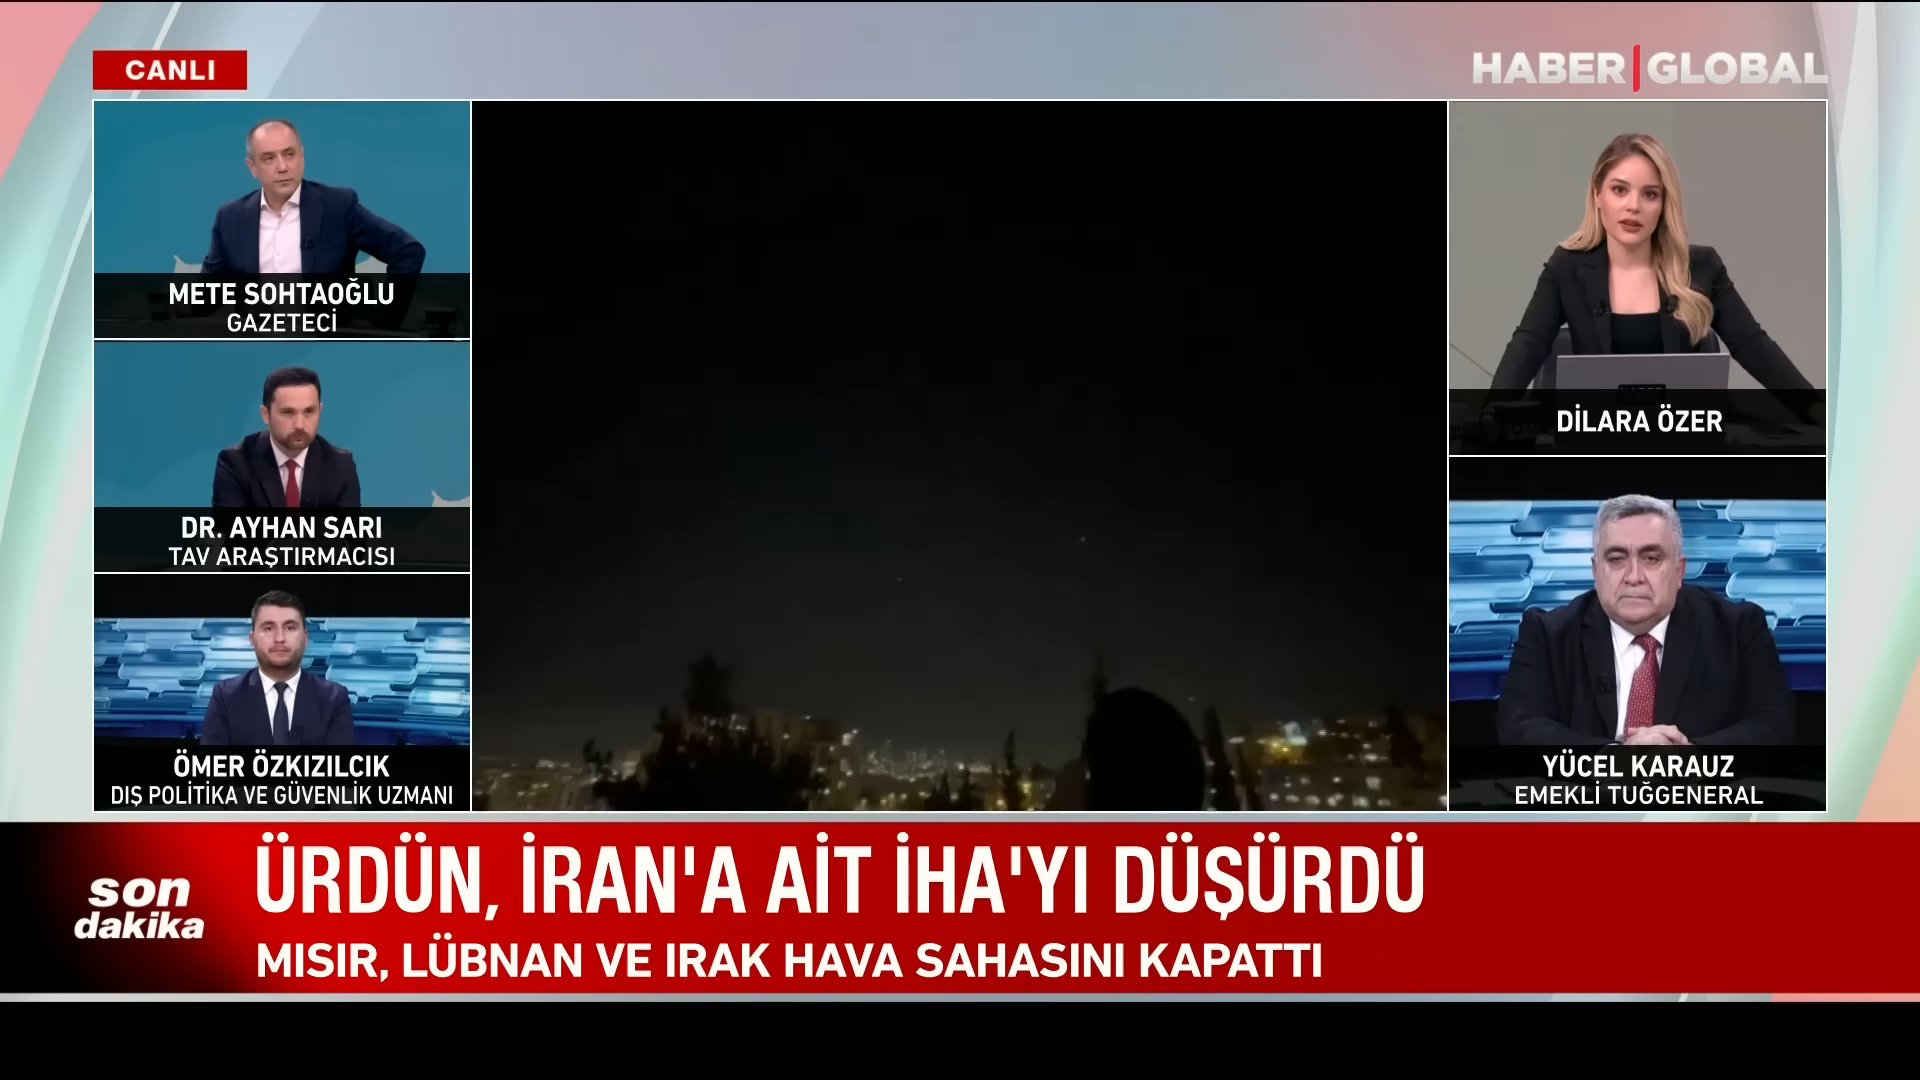 CANLI
HABER GLOBAL
METE SOHTAOĞLU
GAZETECİ
DR. AYHAN SARI
TAV ARAŞTIRMACISI
ÖMER ÖZKIZILCIK
DIŞ POLİTİKA VE GÜVENLİK UZMANI
DİLARA ÖZER
YÜCEL KARAUZ
EMEKLİ TUĞGENERAL
son dakika
ÜRDÜN, İRAN'A AİT İHA'YI DÜŞÜRDÜ
MISIR, LÜBNAN VE IRAK HAVA SAHASINI KAPATTI